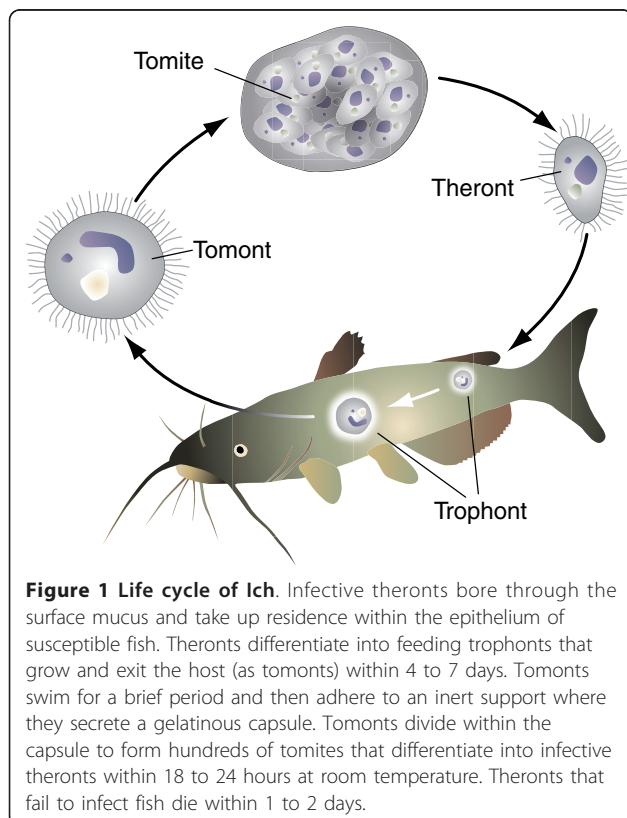 Tomite
Theront
Tomont
Trophont
Figure 1 Life cycle of Ich. Infective theronts bore through the
surface mucus and take up residence within the epithelium of
susceptible fish. Theronts differentiate into feeding trophonts that
grow and exit the host (as tomonts) within 4 to 7 days. Tomonts
swim for a brief period and then adhere to an inert support where
they secrete a gelatinous capsule. Tomonts divide within the
capsule to form hundreds of tomites that differentiate into infective
theronts within 18 to 24 hours at room temperature. Theronts that
fail to infect fish die within 1 to 2 days.